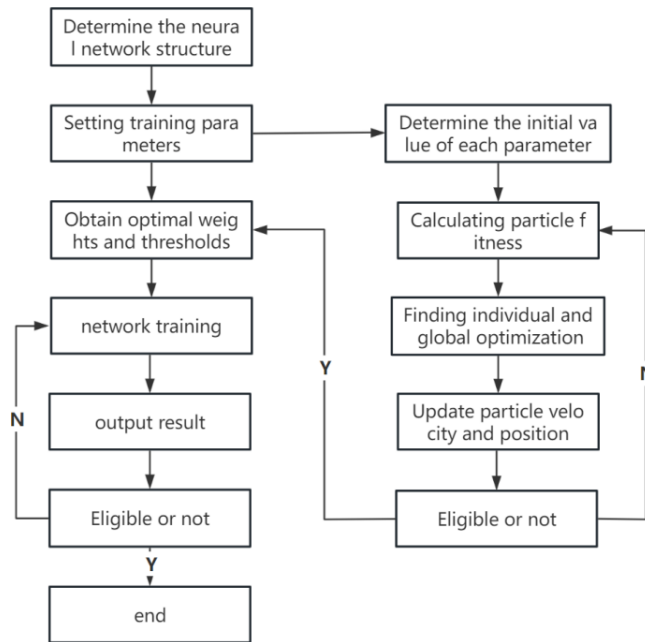 Determine the neura
l network structure
Setting training para
meters
Obtain optimal weig
hts and thresholds
network training
N
output result
Eligible or not
Y
end
Determine the initial va
lue of each parameter
Calculating particle f
itness
Finding individual and
global optimization
Y
N
Update particle velo
city and position
Eligible or not